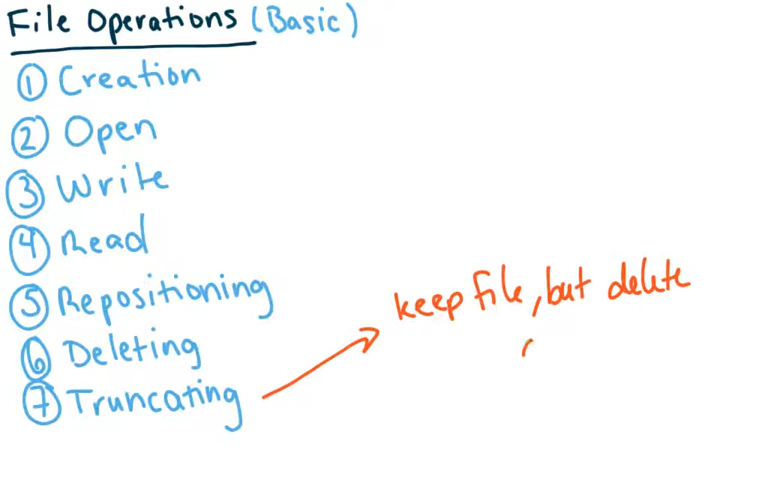 File Operations (Basic)
① Creation
② Open
③ Write
④ Read
⑤ Repositioning
⑥ Deleting
⑦ Truncating
keep file, but delete